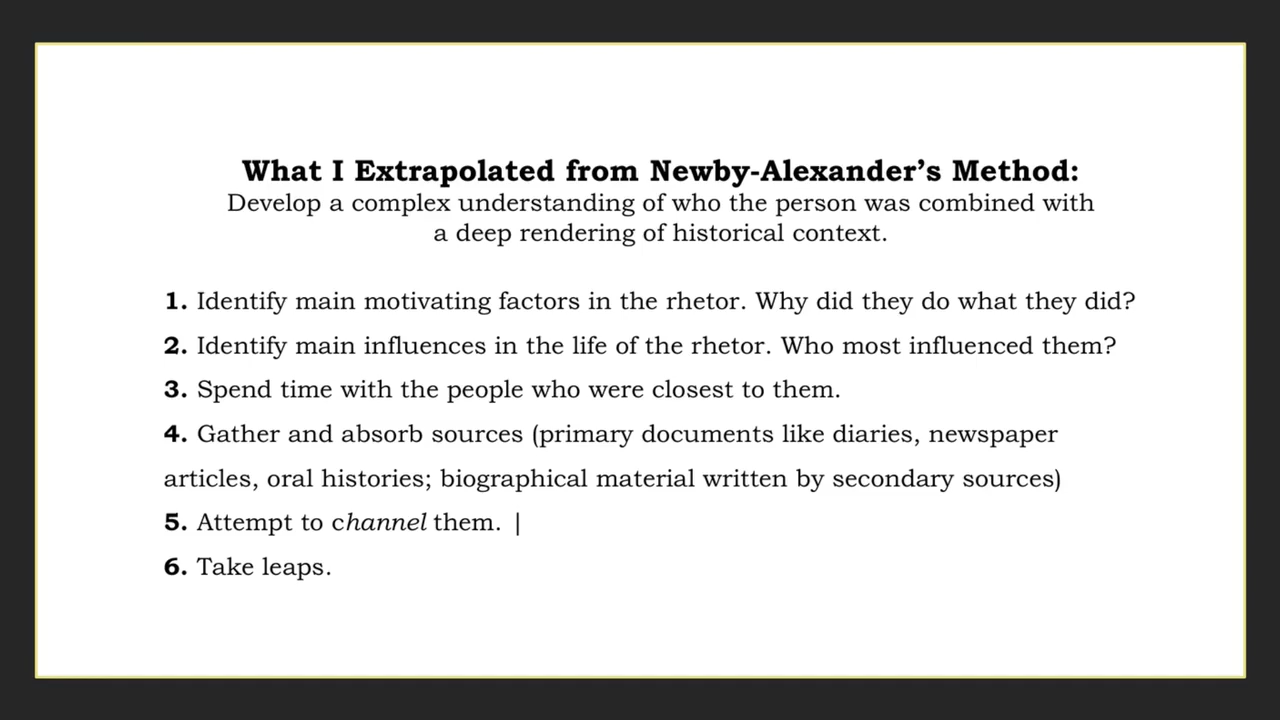 What I Extrapolated from Newby-Alexander’s Method:
Develop a complex understanding of who the person was combined with
a deep rendering of historical context.
1. Identify main motivating factors in the rhetor. Why did they do what they did?
2. Identify main influences in the life of the rhetor. Who most influenced them?
3. Spend time with the people who were closest to them.
4. Gather and absorb sources (primary documents like diaries, newspaper
articles, oral histories; biographical material written by secondary sources)
5. Attempt to channel them. |
6. Take leaps.